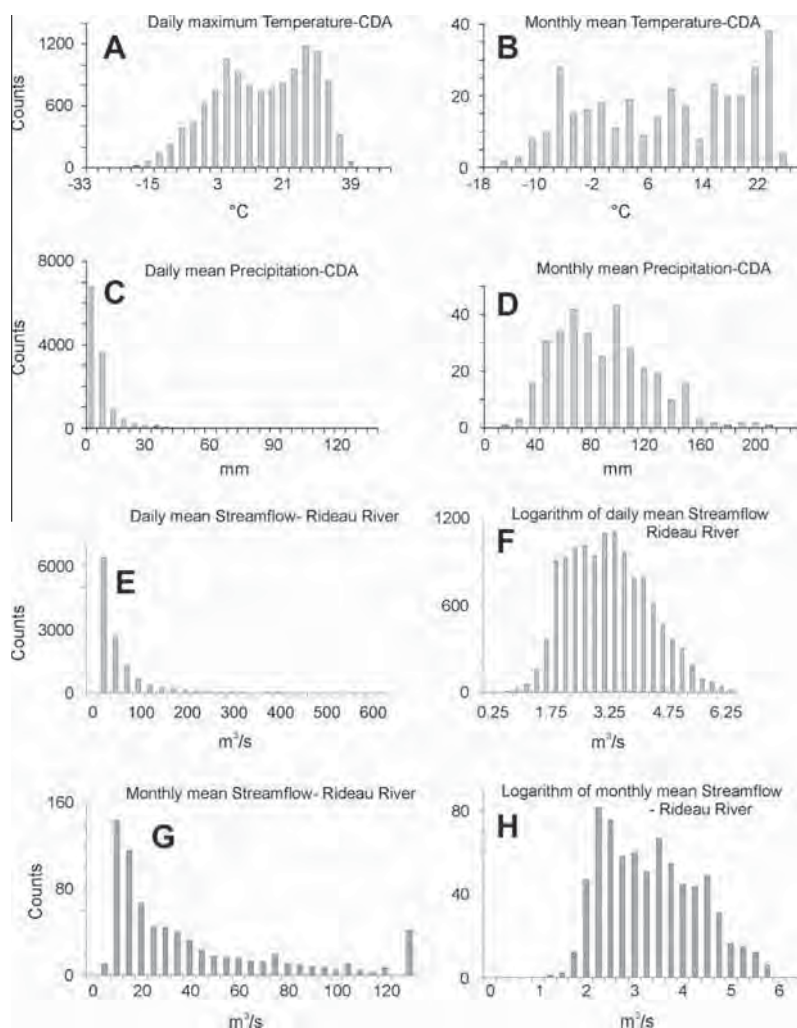 Daily maximum Temperature-CDA
A
Counts
1200
600
0
-33 -15 3 21 39
°C
Monthly mean Temperature-CDA
B
40
20
0
-18 -10 -2 6 14 22
°C
Daily mean Precipitation-CDA
C
Counts
8000
4000
0
0 30 60 90 120
mm
Monthly mean Precipitation-CDA
D
40
20
0
0 40 80 120 160 200
mm
Daily mean Streamflow- Rideau River
E
Counts
6000
3000
0
0 100 200 300 400 500 600
m³/s
Logarithm of daily mean Streamflow
Rideau River
F
1200
600
0
0.25 1.75 3.25 4.75 6.25
m³/s
Monthly mean Streamflow- Rideau River
G
Counts
160
80
0
0 20 40 60 80 100 120
m³/s
Logarithm of monthly mean Streamflow
- Rideau River
H
80
40
0
0 1 2 3 4 5 6
m³/s